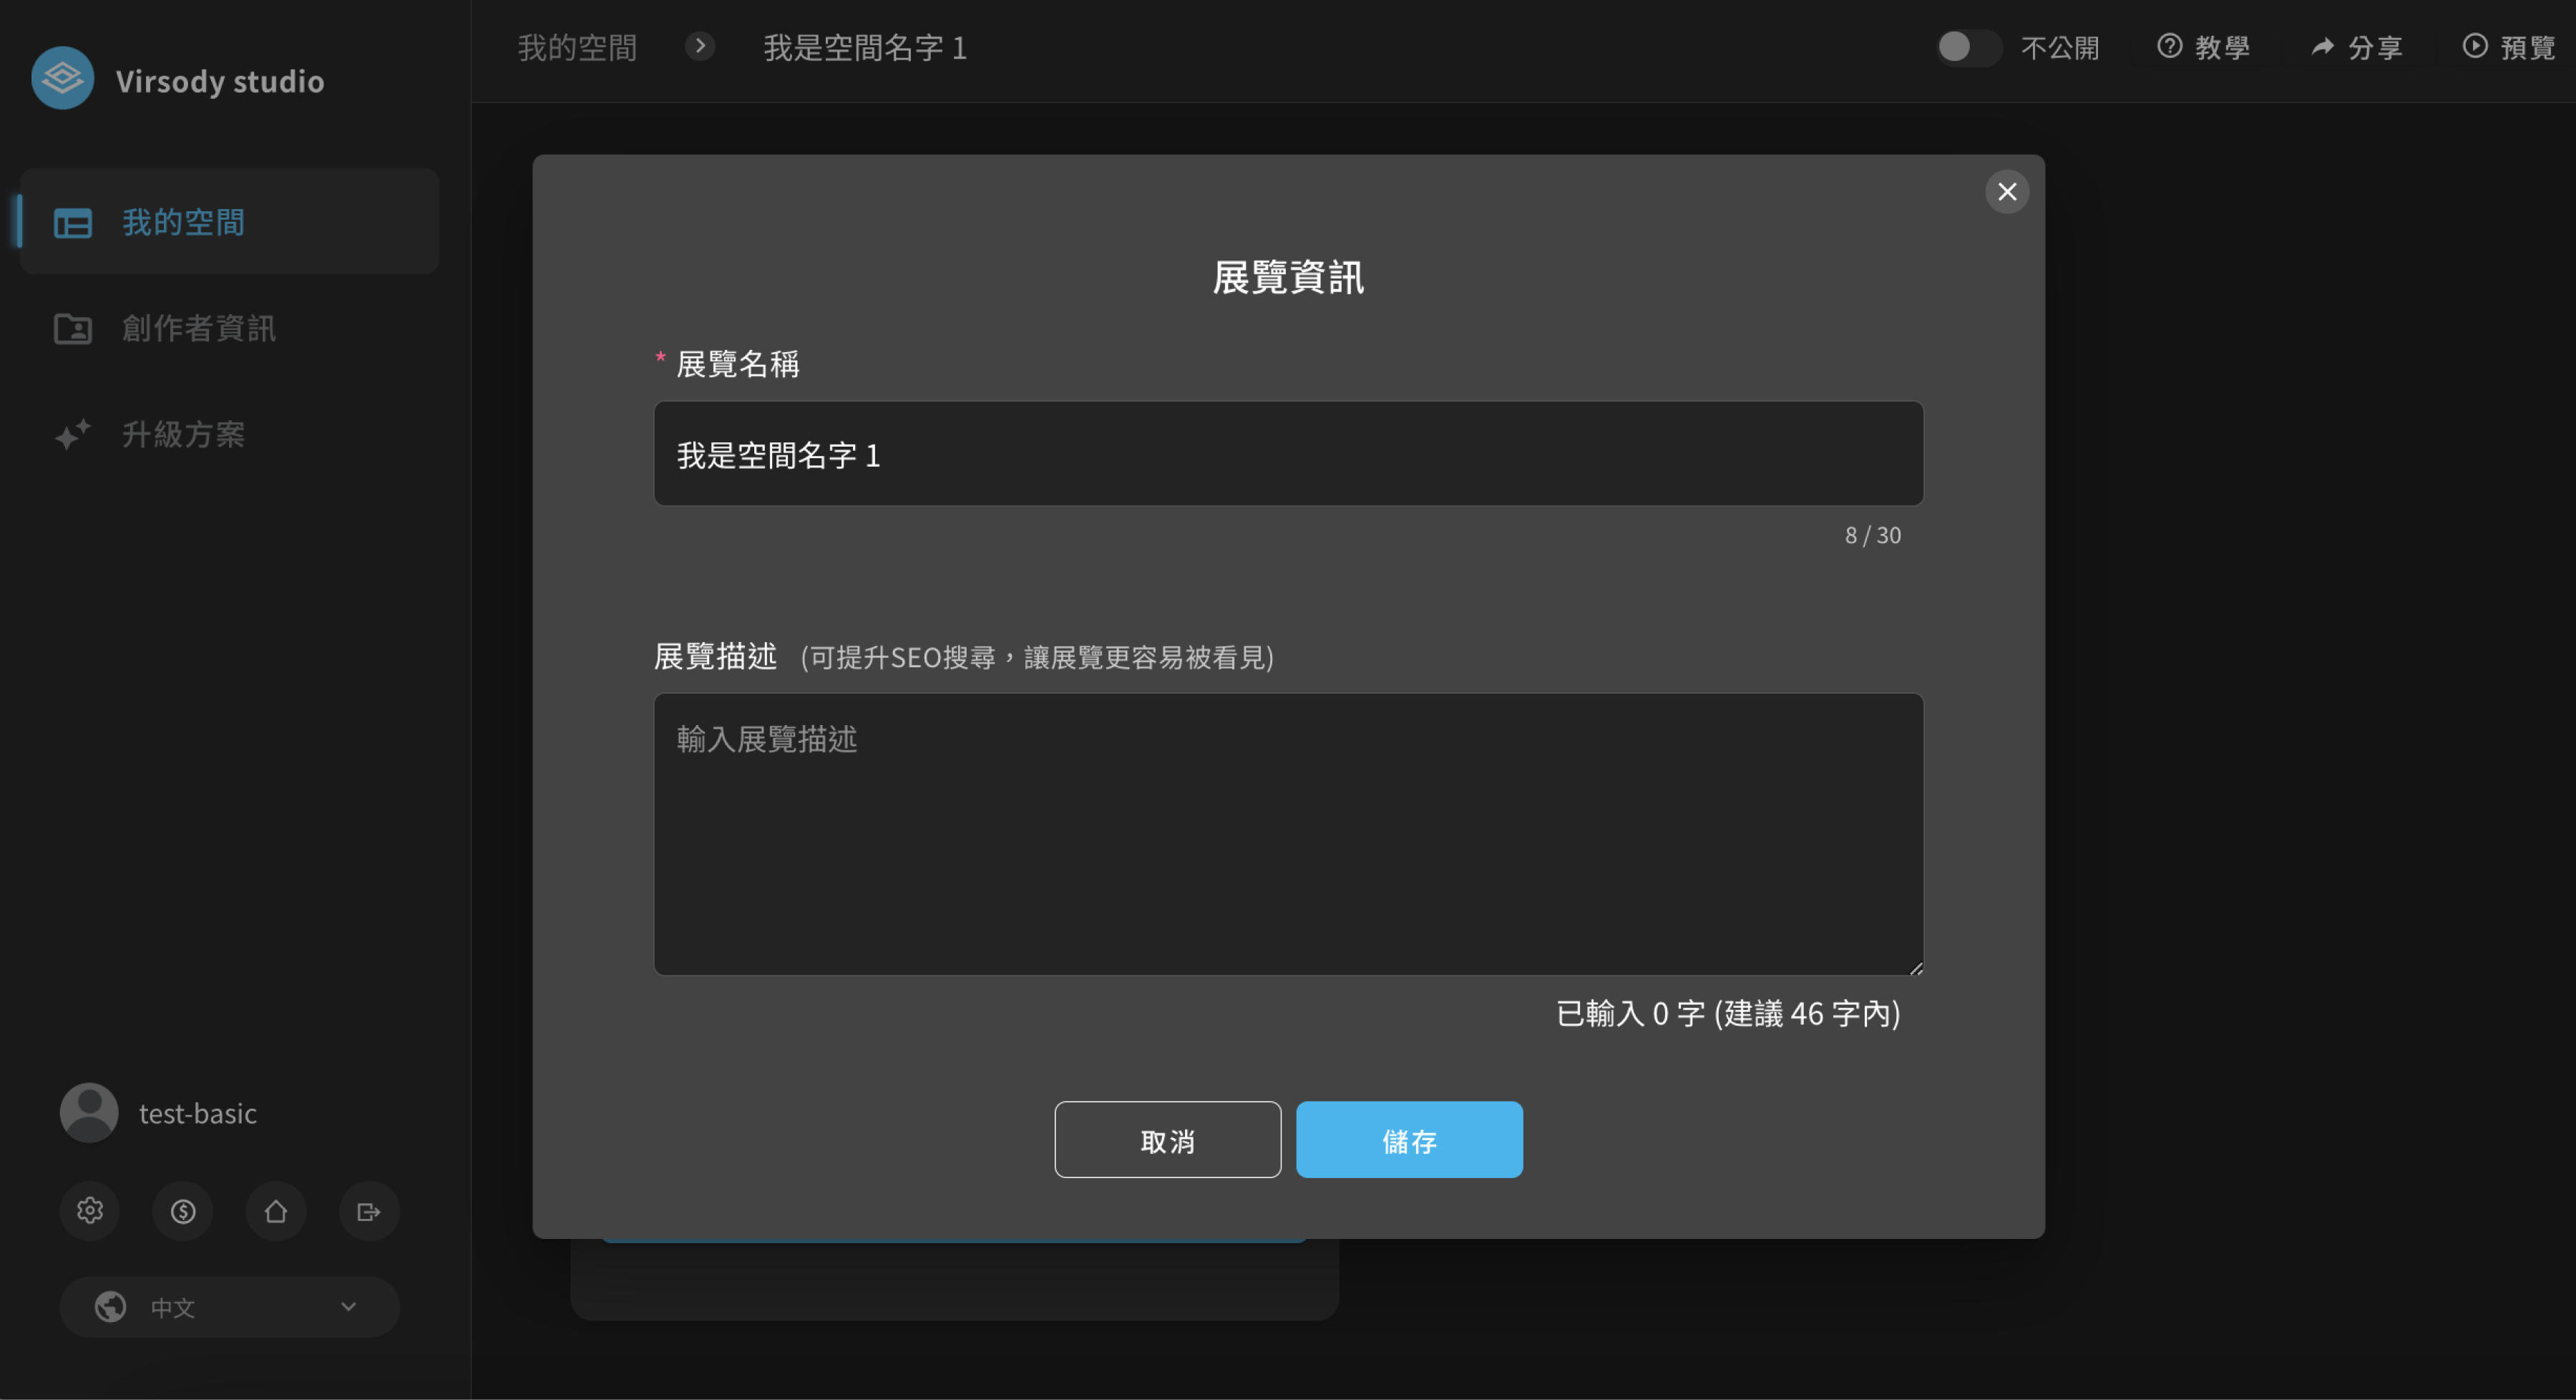 Virsody studio
我的空間
創作者資訊
升級方案
test-basic
中文
我的空間
我是空間名字 1
不公開
教學
分享
預覽
展覽資訊
* 展覽名稱
我是空間名字 1
8 / 30
展覽描述 (可提升SEO搜尋，讓展覽更容易被看見)
輸入展覽描述
已輸入 0 字 (建議 46 字內)
取消
儲存